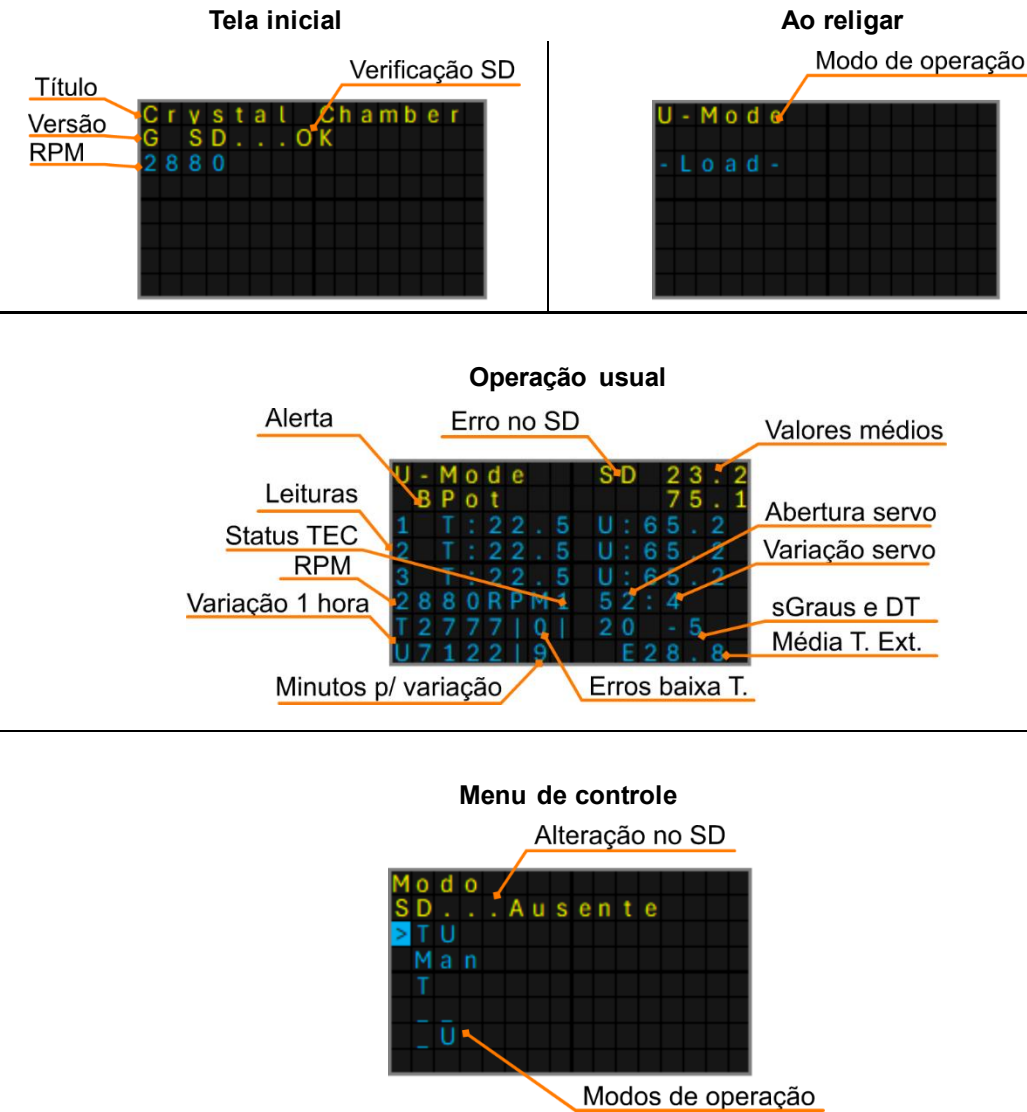 Tela inicial
Ao religar
Título
Versão
RPM
Verificação SD
Crystal Chamber
G SD...OK
2880
Modo de operação
U-Mode
-Load-
Operação usual
Alerta
Erro no SD
Valores médios
Leituras
Status TEC
RPM
Variação 1 hora
U-Mode SD 23.2
BPot 75.1
1 T:22.5 U:65.2
2 T:22.5 U:65.2
3 T:22.5 U:65.2
2880RPM1 52:4
T2777|0| 20 -5
U7122|9 E28.8
Abertura servo
Variação servo
sGraus e DT
Média T. Ext.
Minutos p/ variação
Erros baixa T.
Menu de controle
Alteração no SD
Modo
SD...Ausente
>TU
Man
T_
_U
Modos de operação